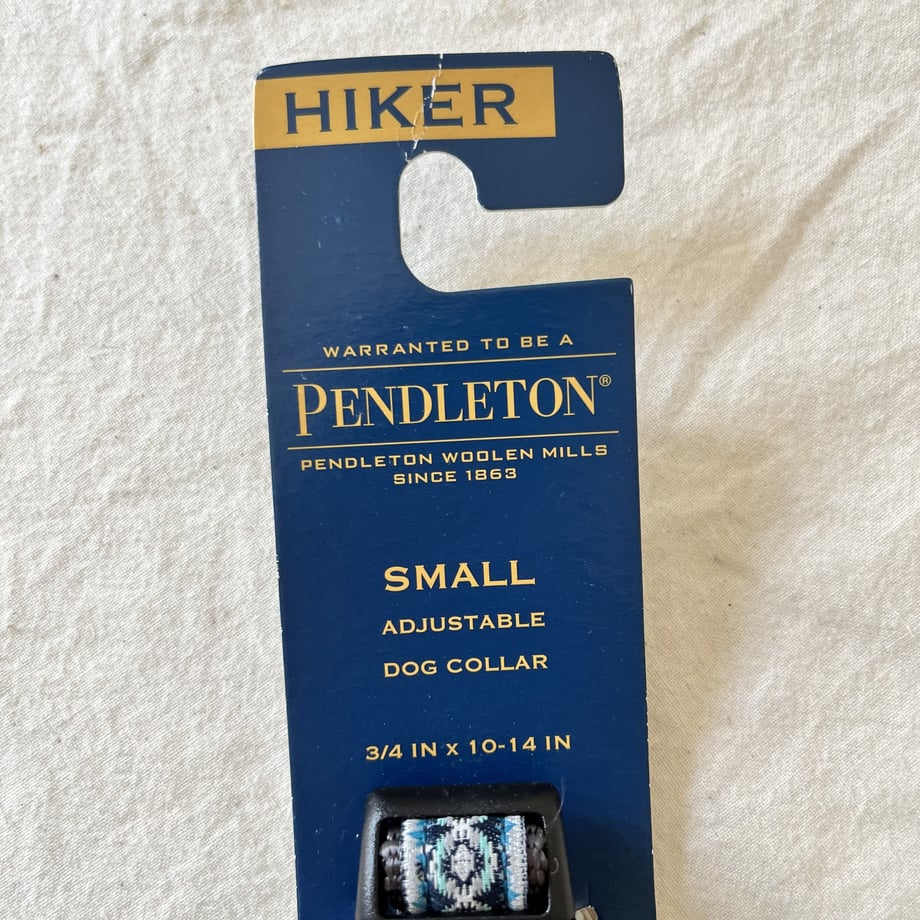 HIKER
WARRANTED TO BE A
PENDLETON®
PENDLETON WOOLEN MILLS
SINCE 1863
SMALL
ADJUSTABLE
DOG COLLAR
3/4 IN x 10-14 IN